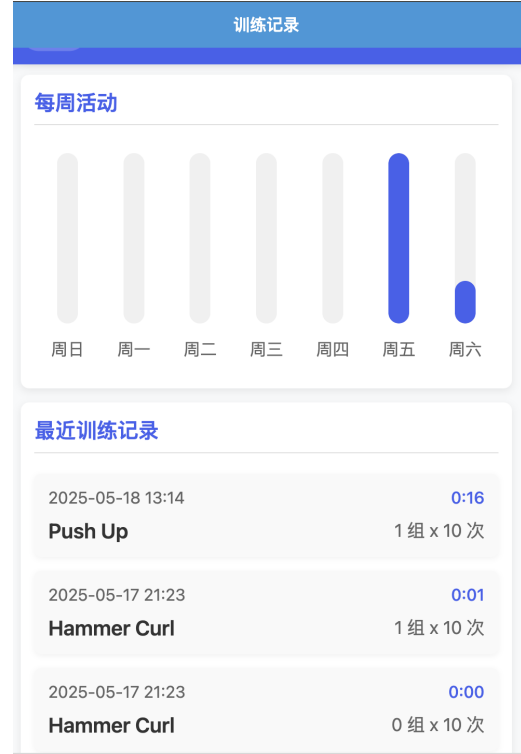 训练记录
每周活动
周日 周一 周二 周三 周四 周五 周六
最近训练记录
2025-05-18 13:14 0:16
Push Up 1 组 x 10 次
2025-05-17 21:23 0:01
Hammer Curl 1 组 x 10 次
2025-05-17 21:23 0:00
Hammer Curl 0 组 x 10 次